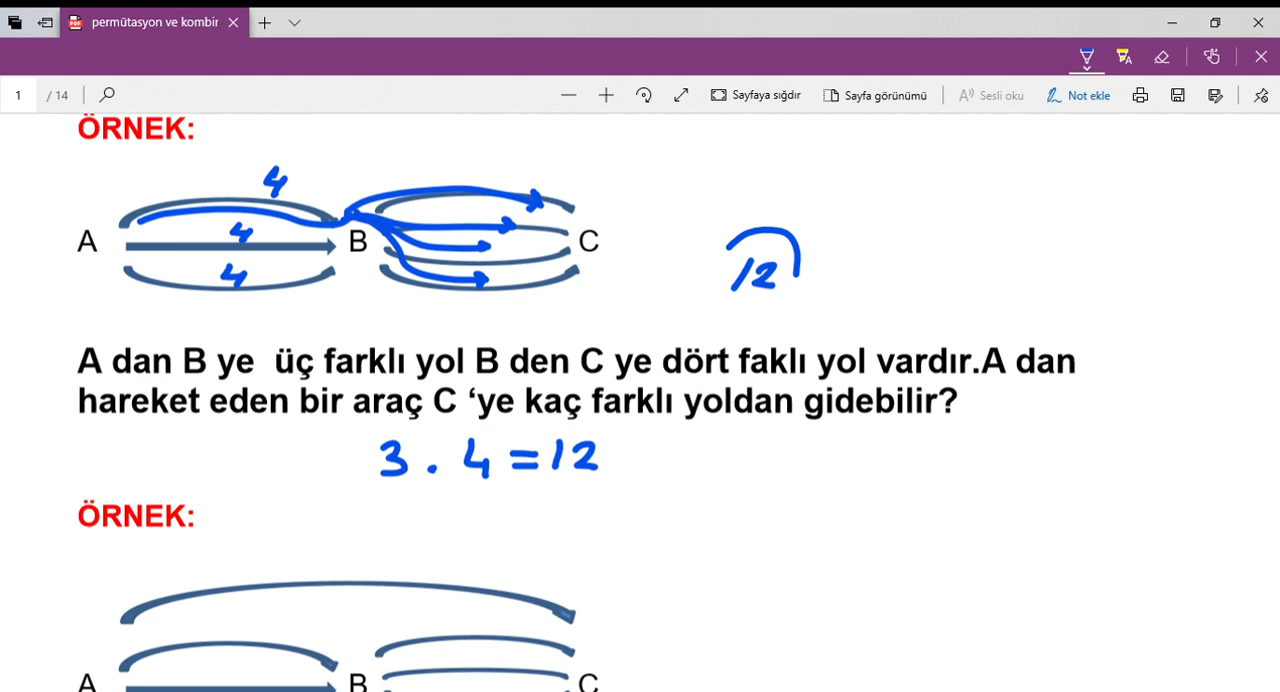 permütasyon ve kombir
1 / 14
Sayfaya sığdır
Sayfa görünümü
A
Sesli oku
Not ekle
ÖRNEK:
4
A 4 B C
4
12
A dan B ye üç farklı yol B den C ye dört faklı yol vardır.A dan
hareket eden bir araç C ‘ye kaç farklı yoldan gidebilir?
3 . 4 = 12
ÖRNEK:
A B C